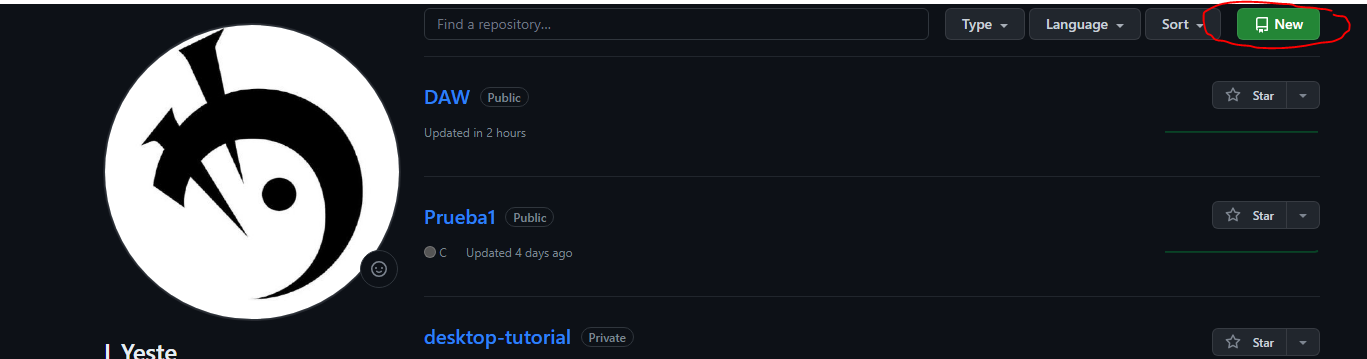 Find a repository...
Type
Language
Sort
New
DAW
Public
Star
Updated in 2 hours
Prueba1
Public
Star
C
Updated 4 days ago
desktop-tutorial
Private
Star
Yeste